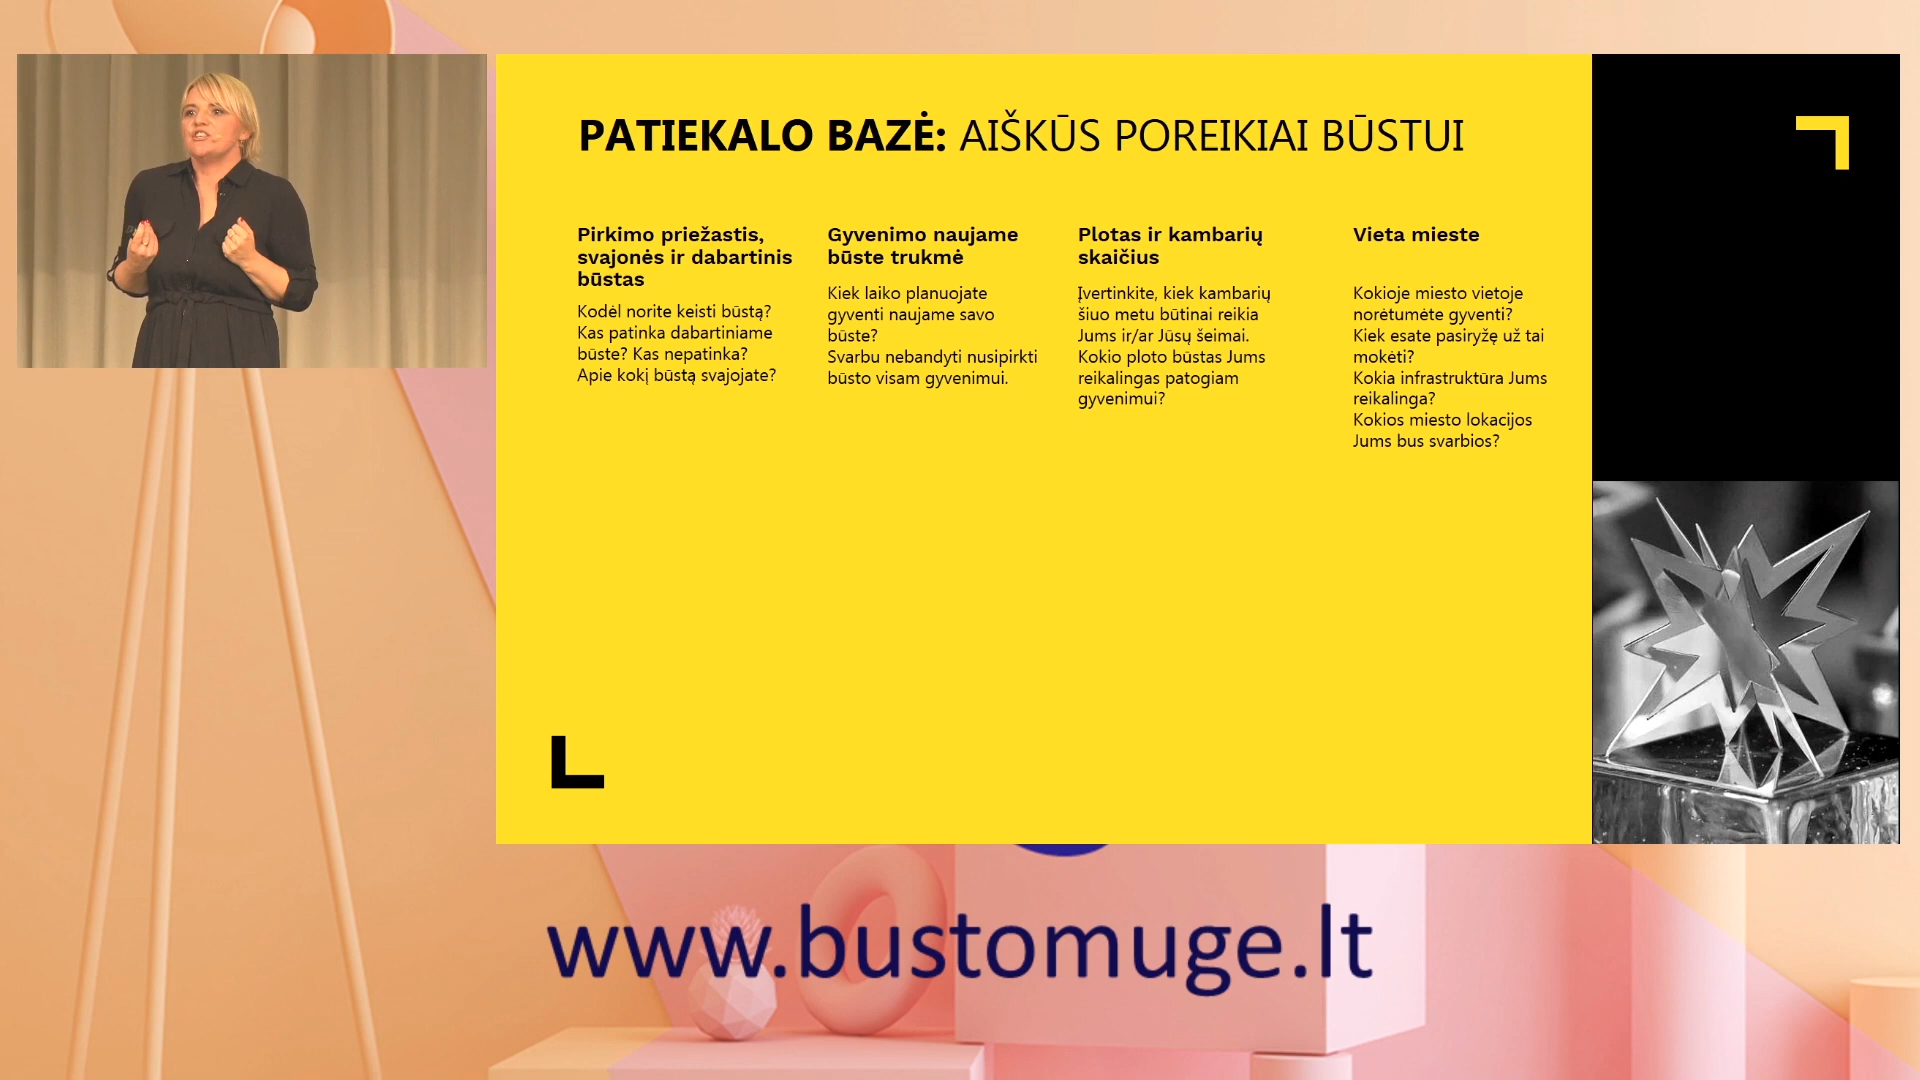 PATIEKALO BAZĖ: AIŠKŪS POREIKIAI BŪSTUI
Pirkimo priežastis,
svajonės ir dabartinis
būstas
Kodėl norite keisti būstą?
Kas patinka dabartiniame
būste? Kas nepatinka?
Apie kokį būstą svajojate?
Gyvenimo naujame
būste trukmė
Kiek laiko planuojate
gyventi naujame savo
būste?
Svarbu nebandyti nusipirkti
būsto visam gyvenimui.
Plotas ir kambarių
skaičius
Įvertinkite, kiek kambarių
šiuo metu būtinai reikia
Jums ir/ar Jūsų šeimai.
Kokio ploto būstas Jums
reikalingas patogiam
gyvenimui?
Vieta mieste
Kokioje miesto vietoje
norėtumėte gyventi?
Kiek esate pasiryžę už tai
mokėti?
Kokia infrastruktūra Jums
reikalinga?
Kokios miesto lokacijos
Jums bus svarbios?
www.bustomuge.lt